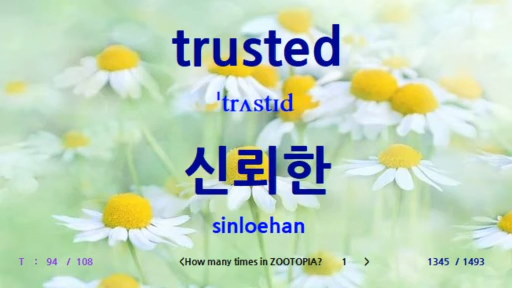 trusted
ˈtrʌstɪd
신뢰한
sinloehan
T : 94 / 108 <How many times in ZOOTOPIA? 1 > 1345 / 1493